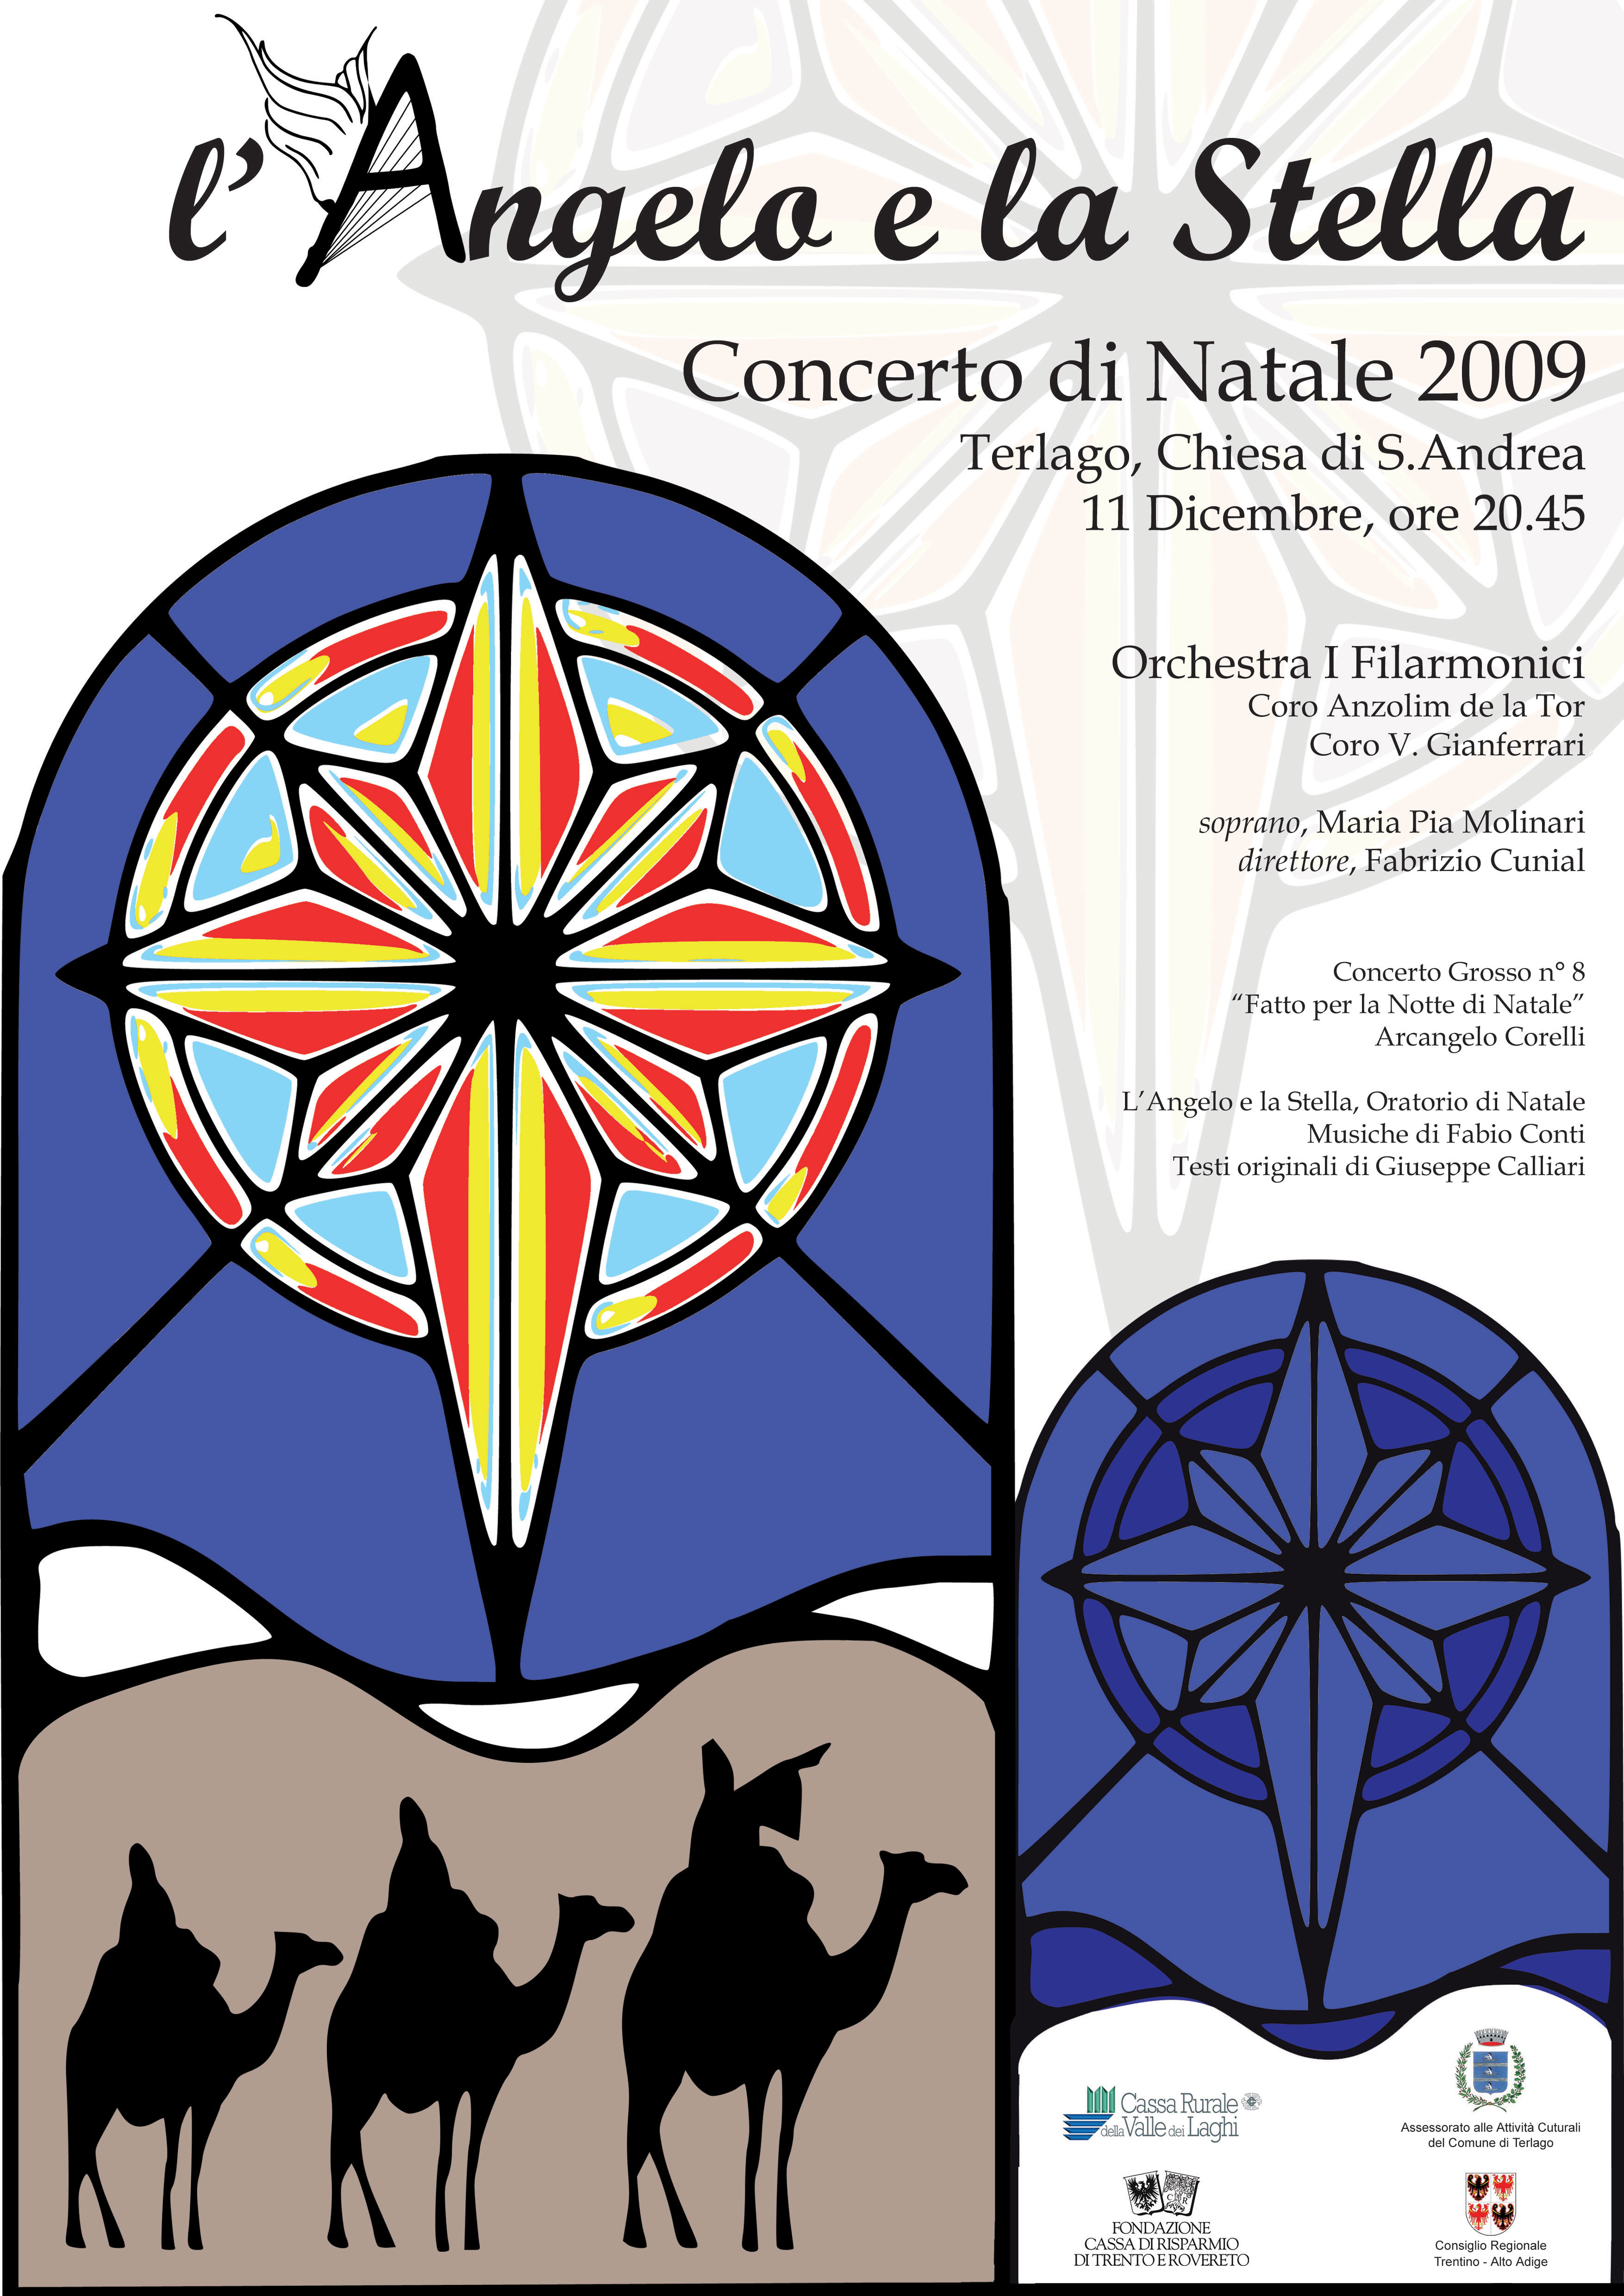 l'Angelo e la Stella
Concerto di Natale 2009
Terlago, Chiesa di S.Andrea
11 Dicembre, ore 20.45
Orchestra I Filarmonici
Coro Anzolim de la Tor
Coro V. Gianferrari
soprano, Maria Pia Molinari
direttore, Fabrizio Cunial
Concerto Grosso n° 8
“Fatto per la Notte di Natale”
Arcangelo Corelli
L'Angelo e la Stella, Oratorio di Natale
Musiche di Fabio Conti
Testi originali di Giuseppe Calliari
Cassa Rurale
della Valle dei Laghi
Assessorato alle Attività Cuturali
del Comune di Terlago
FONDAZIONE
CASSA DI RISPARMIO
DI TRENTO E ROVERETO
Consiglio Regionale
Trentino - Alto Adige